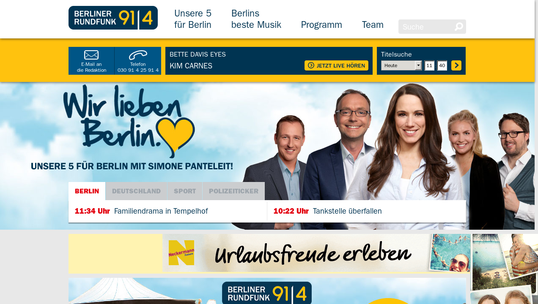 BERLINER
RUNDFUNK 91|4
Unsere 5
für Berlin
Berlins
beste Musik
Programm
Team
Suche
E-Mail an
die Redaktion
Telefon
030 91 4 25 91 4
BETTE DAVIS EYES
KIM CARNES
JETZT LIVE HÖREN
Titelsuche
Heute
11
40
Wir lieben
Berlin.
UNSERE 5 FÜR BERLIN MIT SIMONE PANTELEIT!
BERLIN
DEUTSCHLAND
SPORT
POLIZEITICKER
11:34 Uhr Familiendrama in Tempelhof
10:22 Uhr Tankstelle überfallen
N
Neckermann
Urlaubsfreude erleben
BERLINER
RUNDFUNK 91|4